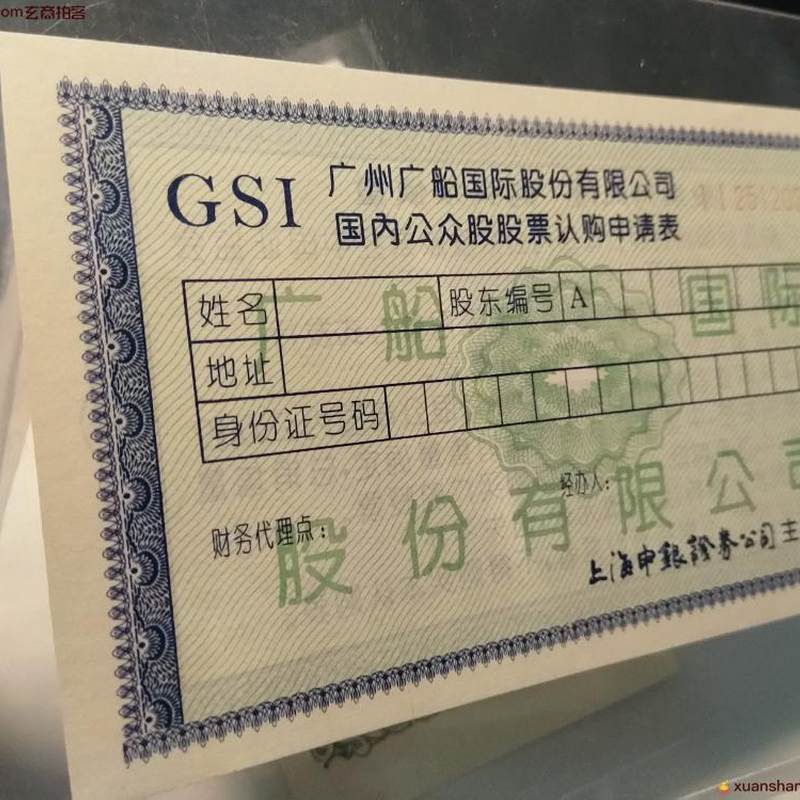 om玄商拍客
GSI 广州广船国际股份有限公司
国内公众股股票认购申请表
姓名 股东编号 A
地址
身份证号码
广船国际
股份有限公司
经办人：
财务代理点：
上海申银證券公司主
xuanshan